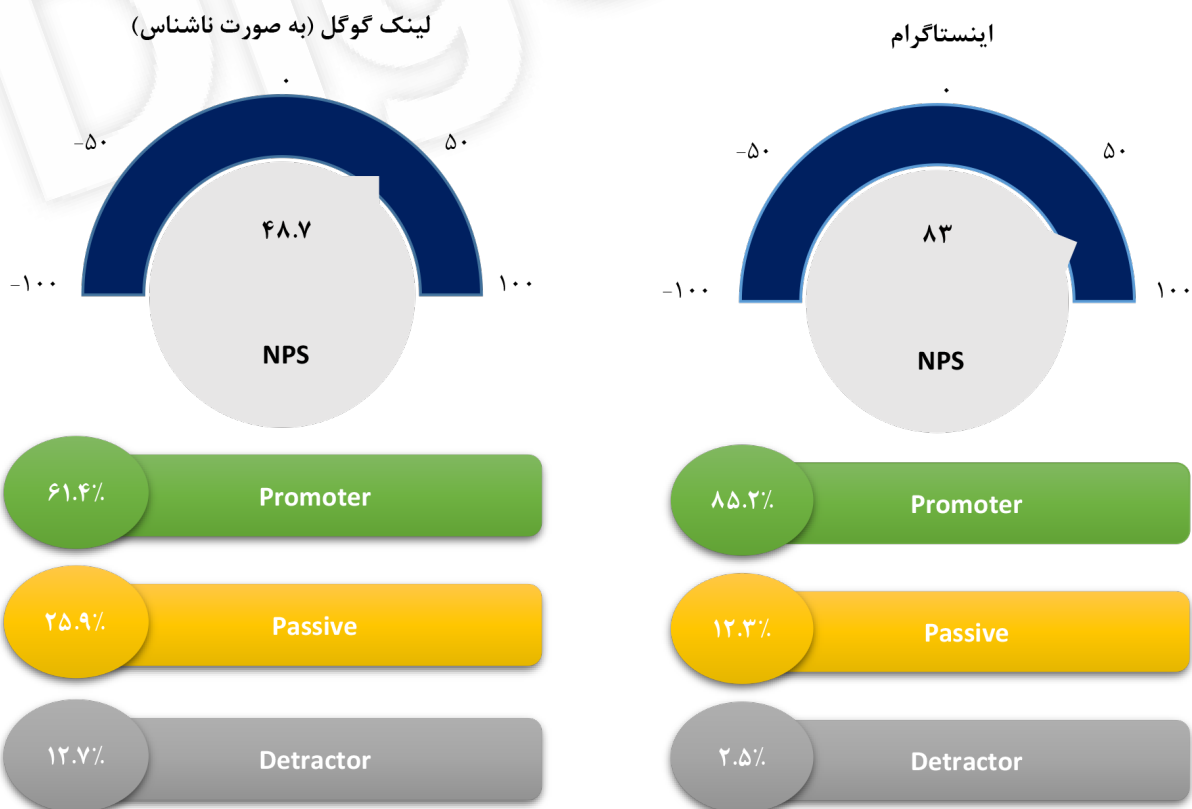 لینک گوگل (به صورت ناشناس)
۰
-۵۰
۵۰
-۱۰۰
۱۰۰
۴۸.۷
NPS
۶۱.۴٪ Promoter
۲۵.۹٪ Passive
۱۲.۷٪ Detractor
اینستاگرام
۰
-۵۰
۵۰
-۱۰۰
۱۰۰
۸۳
NPS
۸۵.۲٪ Promoter
۱۲.۳٪ Passive
۲.۵٪ Detractor